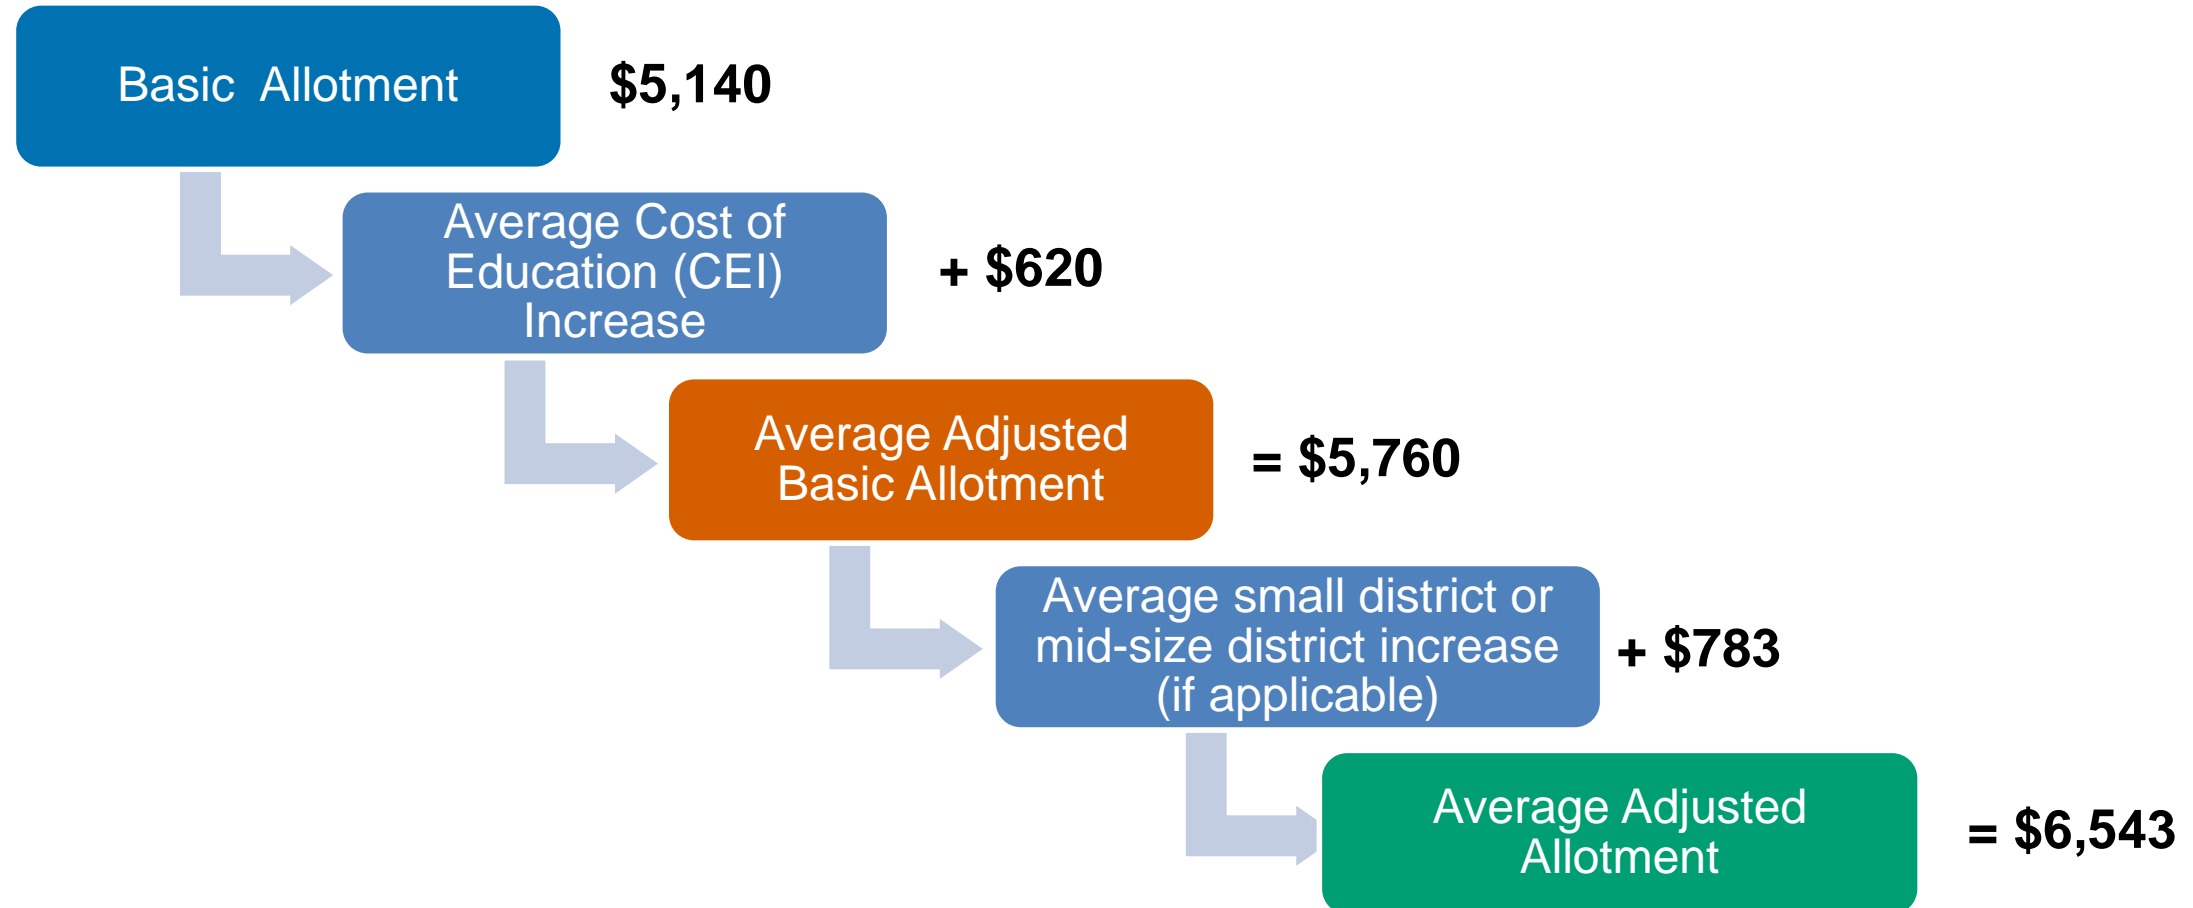 Basic Allotment
$5,140
Average Cost of
Education (CEI)
Increase
+ $620
Average Adjusted
Basic Allotment
= $5,760
Average small district or
mid-size district increase
(if applicable)
+ $783
Average Adjusted
Allotment
= $6,543